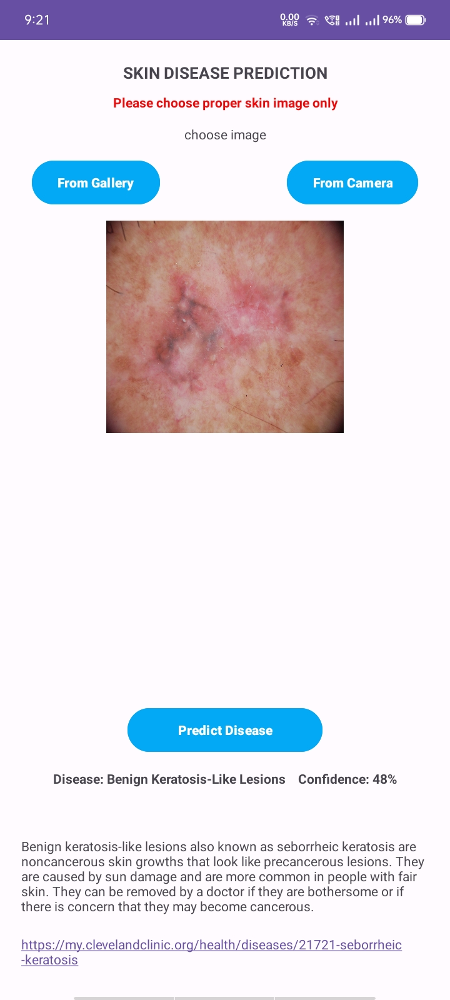 9:21
0.00
KB/S
96%
SKIN DISEASE PREDICTION
Please choose proper skin image only
choose image
From Gallery
From Camera
Predict Disease
Disease: Benign Keratosis-Like Lesions Confidence: 48%
Benign keratosis-like lesions also known as seborrheic keratosis are
noncancerous skin growths that look like precancerous lesions. They
are caused by sun damage and are more common in people with fair
skin. They can be removed by a doctor if they are bothersome or if
there is concern that they may become cancerous.
https://my.clevelandclinic.org/health/diseases/21721-seborrheic
-keratosis